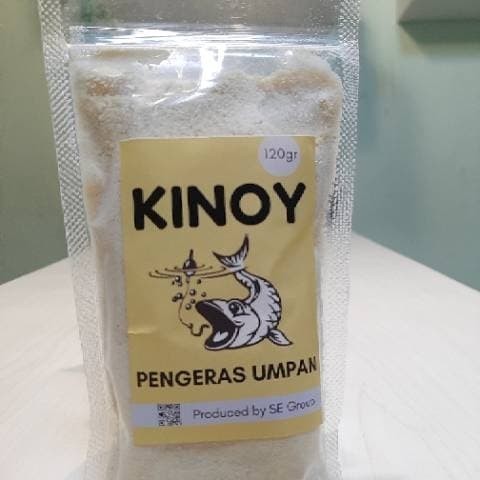 120gr
KINOY
PENGERAS UMPAN
Produced by SE Group